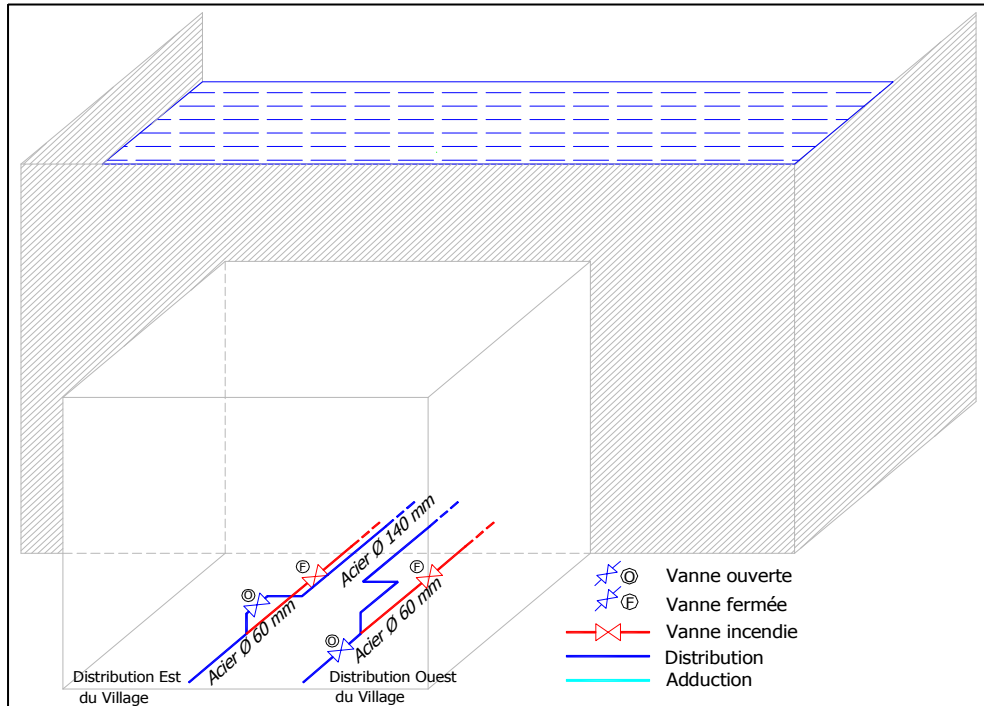 Acier Ø 140 mm
Ⓕ
Ⓕ
Ⓞ
Acier Ø 60 mm
Acier Ø 60 mm
Ⓞ
Distribution Est
du Village
Distribution Ouest
du Village
Ⓞ Vanne ouverte
Ⓕ Vanne fermée
Vanne incendie
Distribution
Adduction